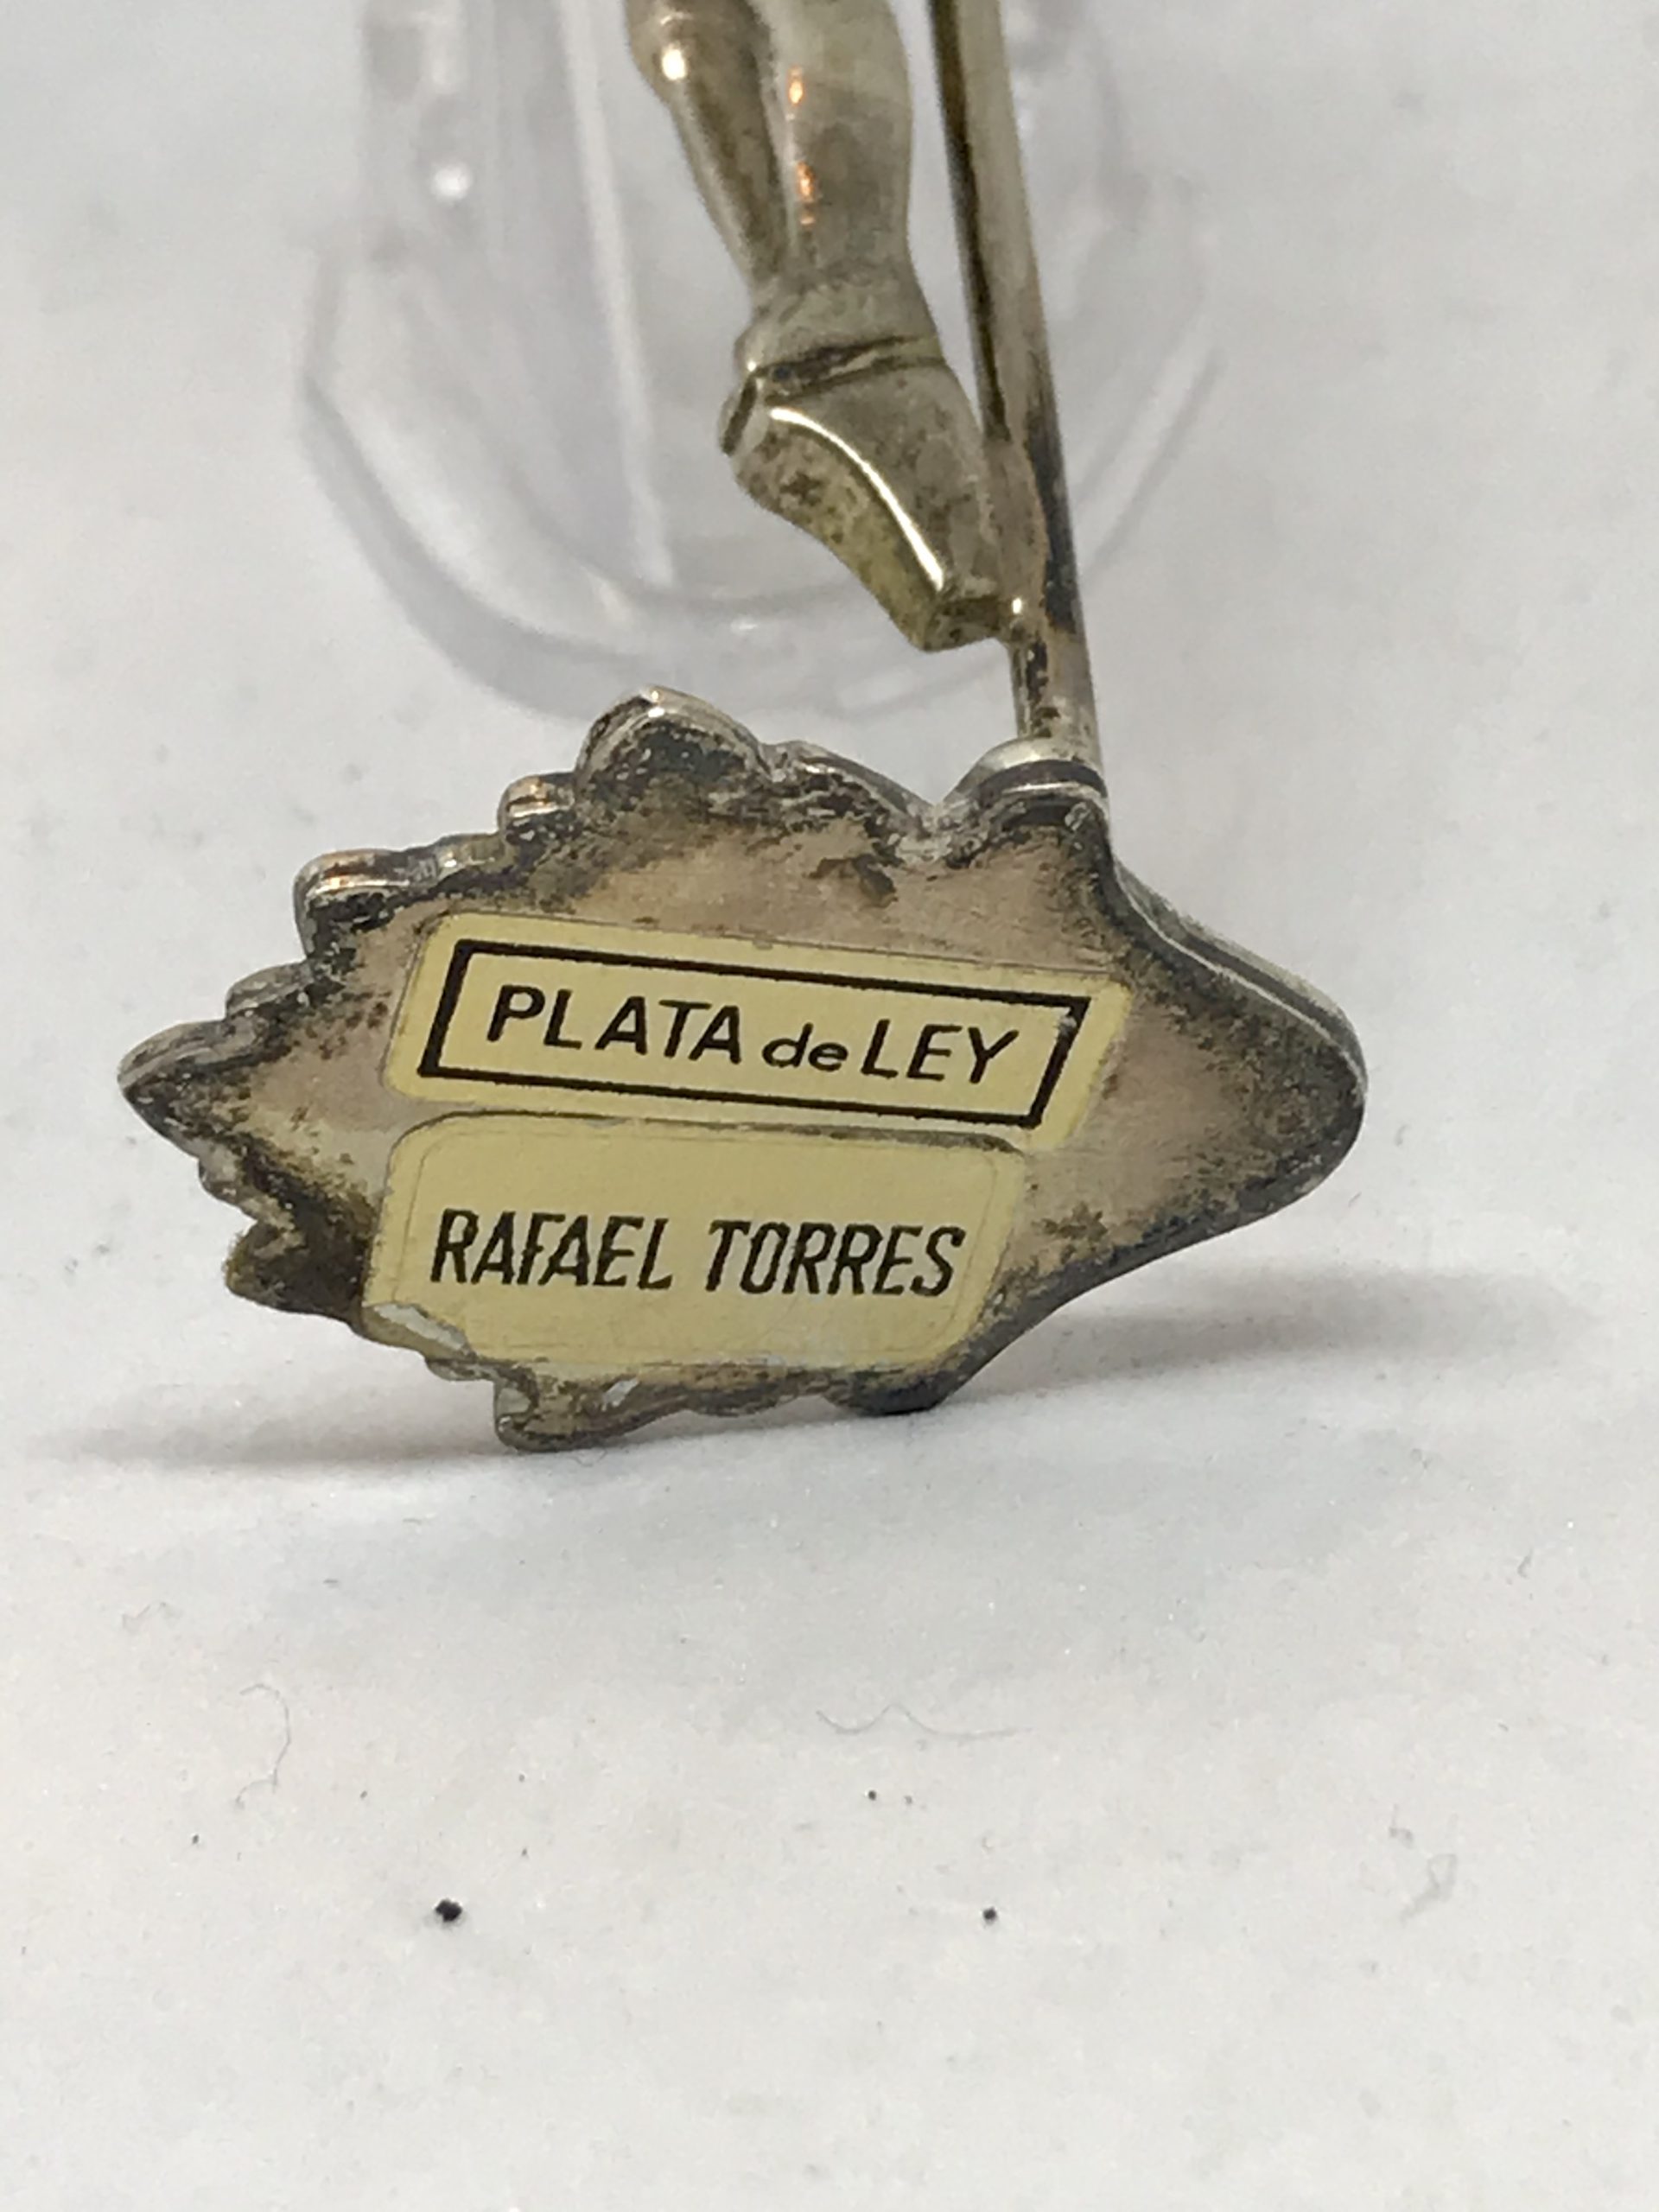 PLATA de LEY
RAFAEL TORRES